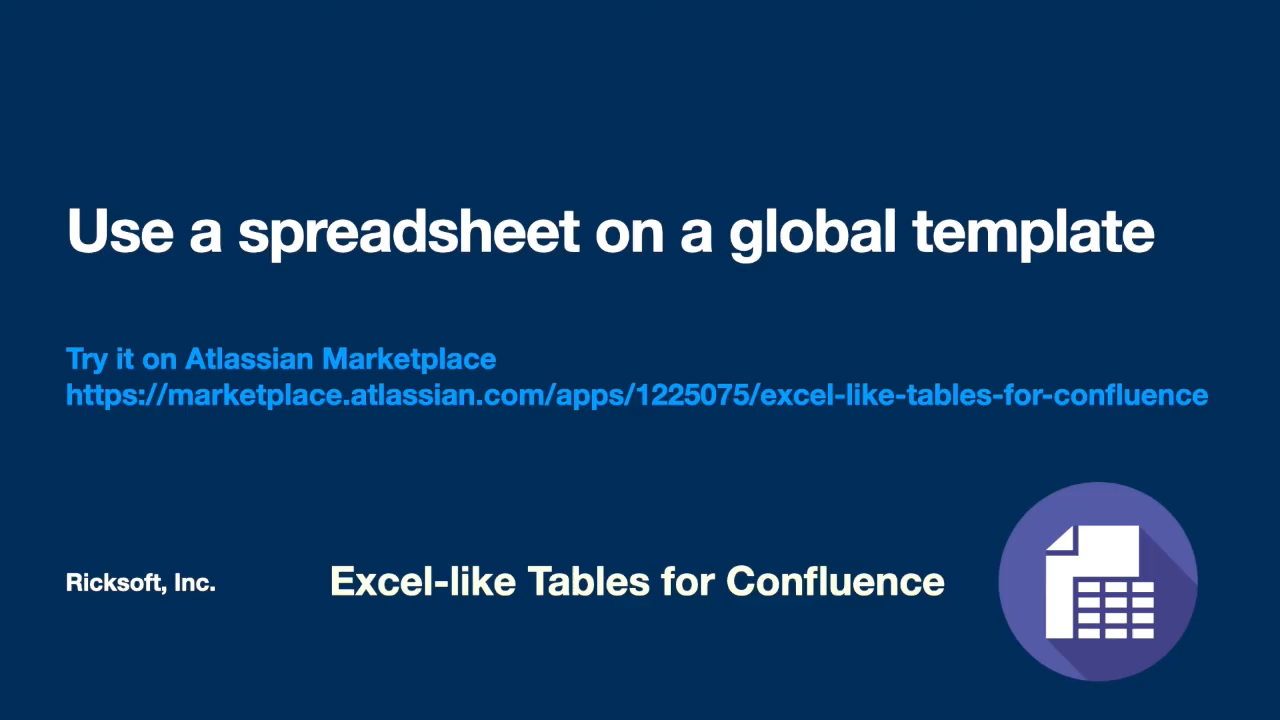 Use a spreadsheet on a global template
Try it on Atlassian Marketplace
https://marketplace.atlassian.com/apps/1225075/excel-like-tables-for-confluence
Ricksoft, Inc.
Excel-like Tables for Confluence